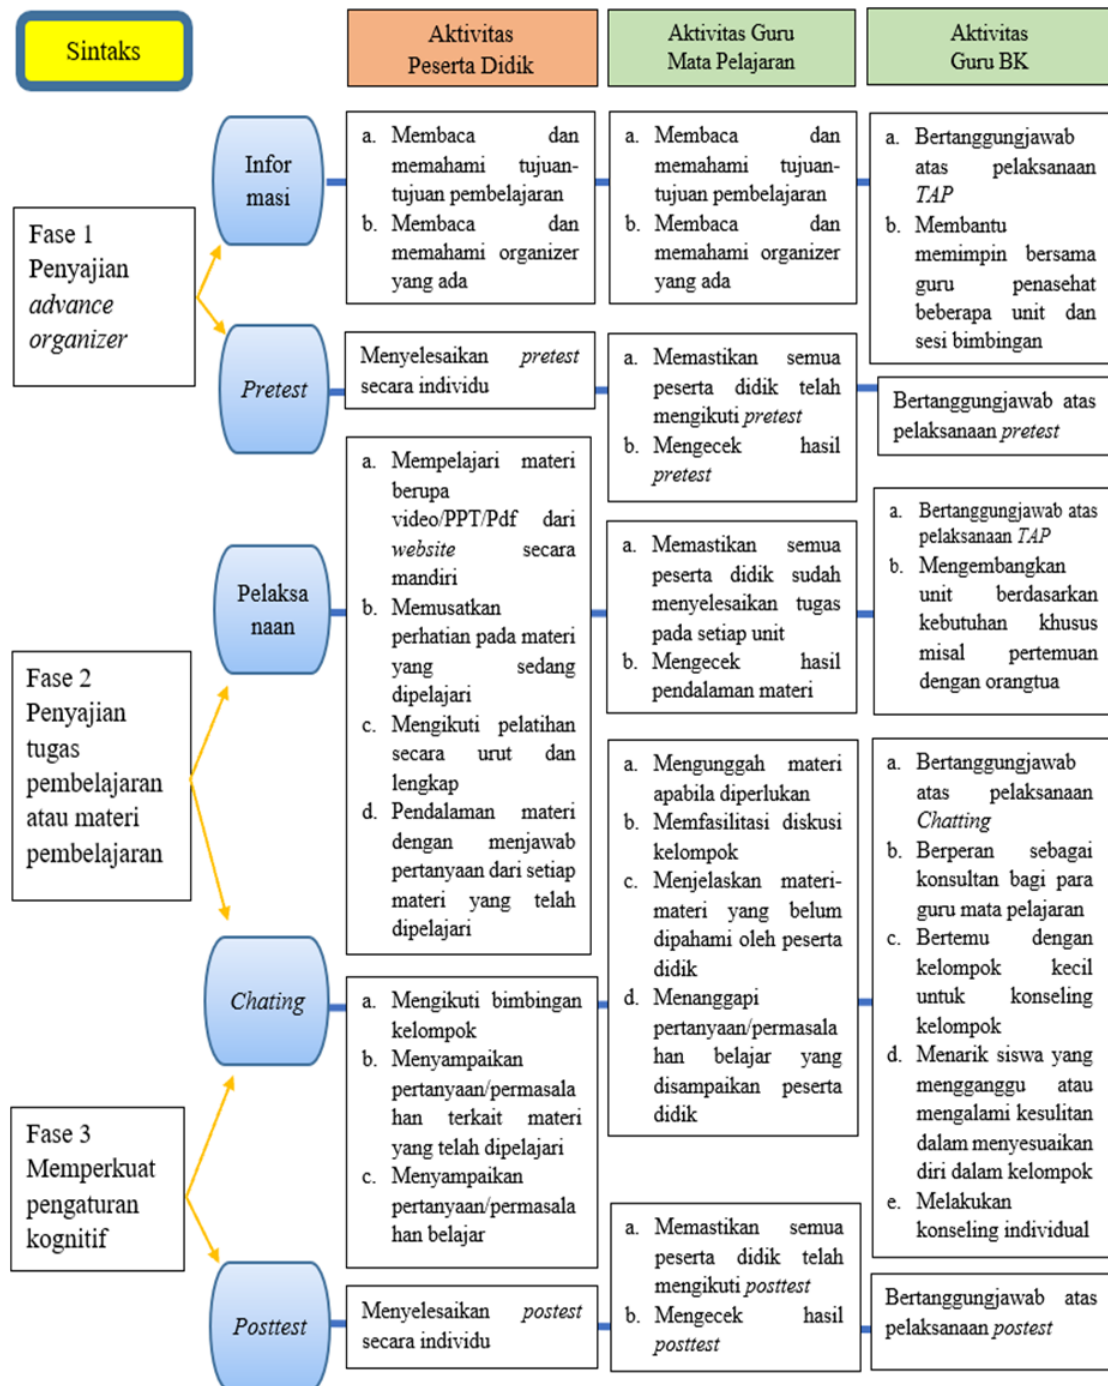 Sintaks
Aktivitas
Peserta Didik
Aktivitas Guru
Mata Pelajaran
Aktivitas
Guru BK
Fase 1
Penyajian
advance
organizer
Infor
masi
a. Membaca dan
memahami tujuan-
tujuan pembelajaran
b. Membaca dan
memahami organizer
yang ada
a. Membaca dan
memahami tujuan-
tujuan pembelajaran
b. Membaca dan
memahami organizer
yang ada
a. Bertanggungjawab
atas pelaksanaan
TAP
b. Membantu
memimpin bersama
guru penasehat
beberapa unit dan
sesi bimbingan
Pretest
Menyelesaikan pretest
secara individu
a. Memastikan semua
peserta didik telah
mengikuti pretest
b. Mengecek hasil
pretest
Bertanggungjawab atas
pelaksanaan pretest
Fase 2
Penyajian
tugas
pembelajaran
atau materi
pembelajaran
Pelaksa
naan
a. Mempelajari materi
berupa
video/PPT/Pdf dari
website secara
mandiri
b. Memusatkan
perhatian pada materi
yang sedang
dipelajari
c. Mengikuti pelatihan
secara urut dan
lengkap
d. Pendalaman materi
dengan menjawab
pertanyaan dari setiap
materi yang telah
dipelajari
a. Memastikan semua
peserta didik sudah
menyelesaikan tugas
pada setiap unit
b. Mengecek hasil
pendalaman materi
a. Bertanggungjawab atas
pelaksanaan TAP
b. Mengembangkan
unit berdasarkan
kebutuhan khusus
misal pertemuan
dengan orangtua
Chating
a. Mengikuti bimbingan
kelompok
b. Menyampaikan
pertanyaan/permasala
han terkait materi
yang telah dipelajari
c. Menyampaikan
pertanyaan/permasala
han belajar
a. Mengunggah materi
apabila diperlukan
b. Memfasilitasi diskusi
kelompok
c. Menjelaskan materi-
materi yang belum
dipahami oleh peserta
didik
d. Menanggapi
pertanyaan/permasala
han belajar yang
disampaikan peserta
didik
a. Bertanggungjawab
atas pelaksanaan
Chatting
b. Berperan sebagai
konsultan bagi para
guru mata pelajaran
c. Bertemu dengan
kelompok kecil
untuk konseling
kelompok
d. Menarik siswa yang
mengganggu atau
mengalami kesulitan
dalam menyesuaikan
diri dalam kelompok
e. Melakukan
konseling individual
Fase 3
Memperkuat
pengaturan
kognitif
Posttest
Menyelesaikan postest
secara individu
a. Memastikan semua
peserta didik telah
mengikuti posttest
b. Mengecek hasil
posttest
Bertanggungjawab atas
pelaksanaan postest